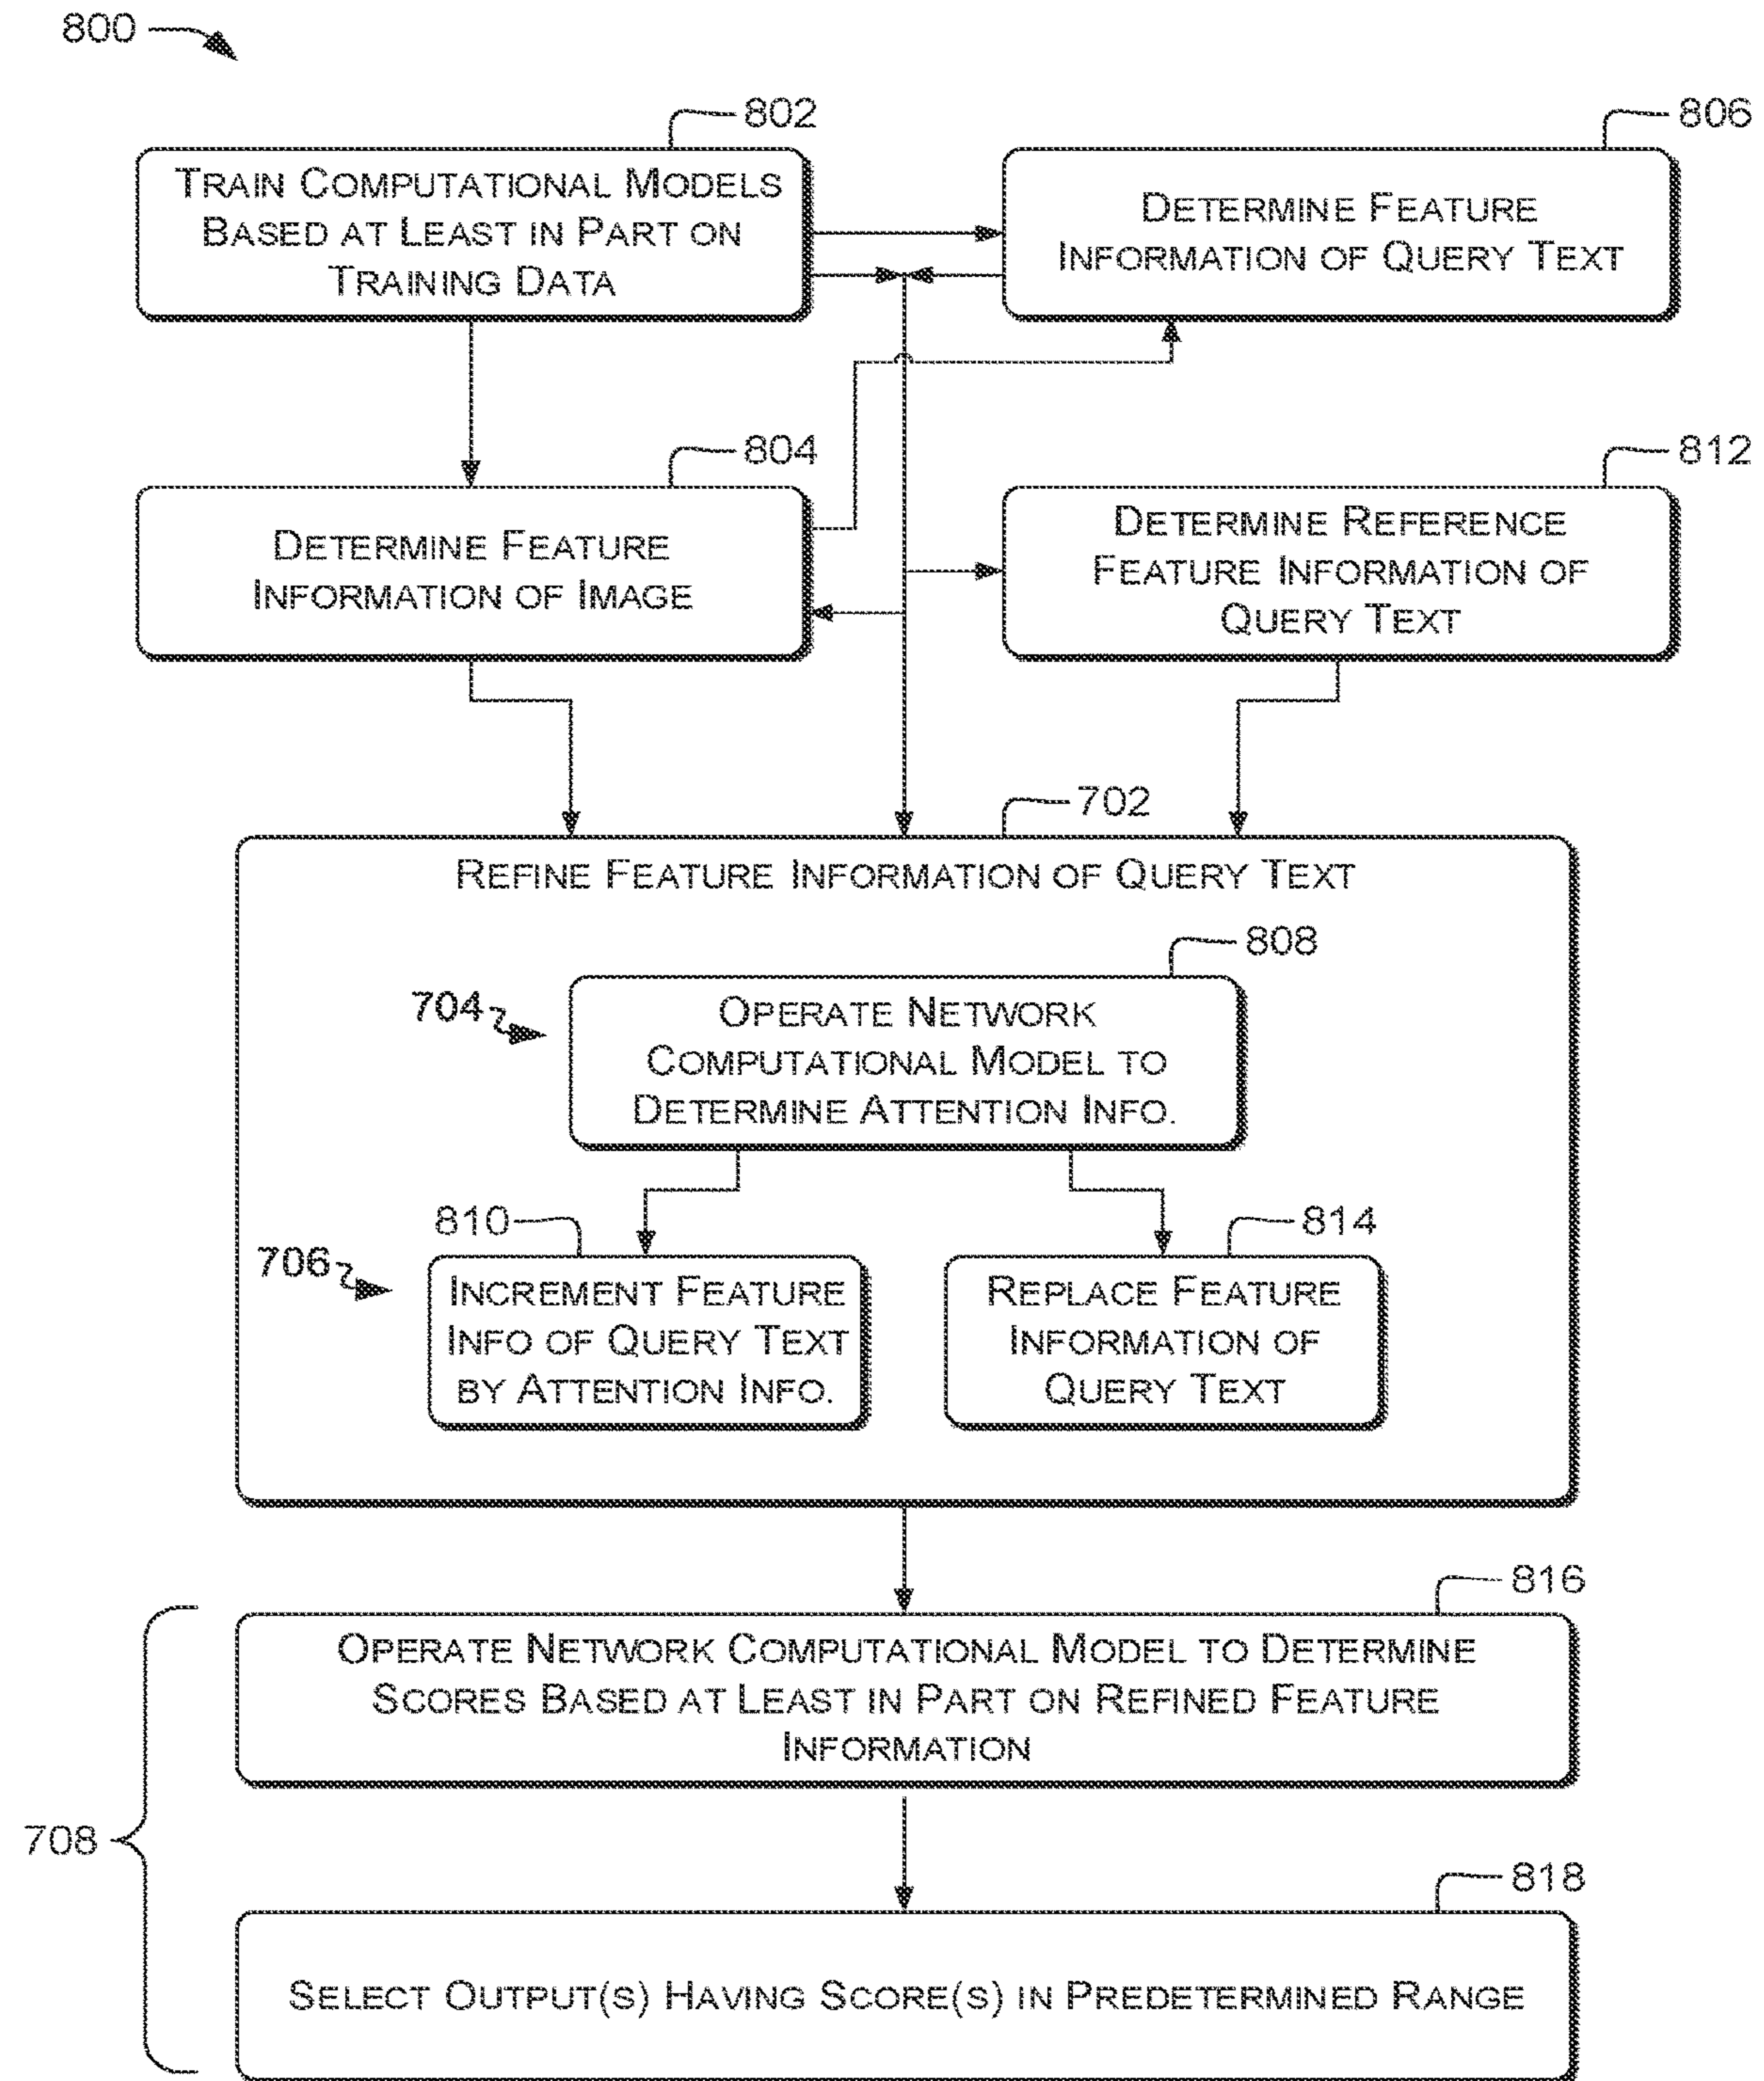 800
802
TRAIN COMPUTATIONAL MODELS
BASED AT LEAST IN PART ON
TRAINING DATA
806
DETERMINE FEATURE
INFORMATION OF QUERY TEXT
804
DETERMINE FEATURE
INFORMATION OF IMAGE
812
DETERMINE REFERENCE
FEATURE INFORMATION OF
QUERY TEXT
702
REFINE FEATURE INFORMATION OF QUERY TEXT
808
704
OPERATE NETWORK
COMPUTATIONAL MODEL TO
DETERMINE ATTENTION INFO.
810
706
INCREMENT FEATURE
INFO OF QUERY TEXT
BY ATTENTION INFO.
814
REPLACE FEATURE
INFORMATION OF
QUERY TEXT
816
OPERATE NETWORK COMPUTATIONAL MODEL TO DETERMINE
SCORES BASED AT LEAST IN PART ON REFINED FEATURE
INFORMATION
708
818
SELECT OUTPUT(S) HAVING SCORE(S) IN PREDETERMINED RANGE